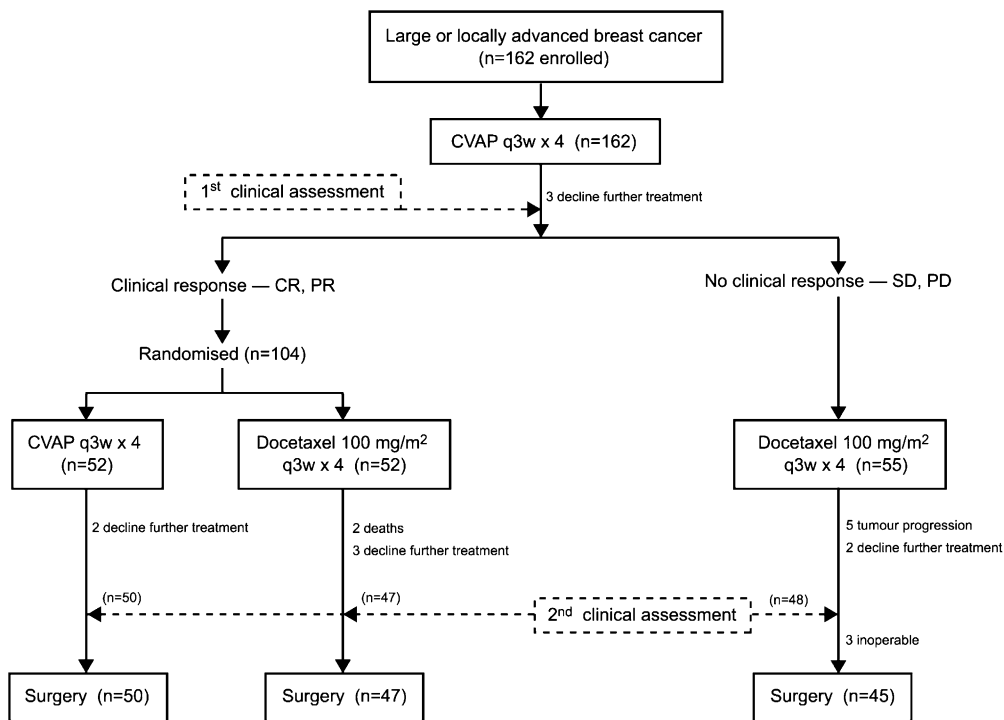 Large or locally advanced breast cancer
(n=162 enrolled)
CVAP q3w x 4 (n=162)
1st clinical assessment
3 decline further treatment
Clinical response — CR, PR
No clinical response — SD, PD
Randomised (n=104)
CVAP q3w x 4
(n=52)
Docetaxel 100 mg/m2
q3w x 4 (n=52)
Docetaxel 100 mg/m2
q3w x 4 (n=55)
2 decline further treatment
2 deaths
3 decline further treatment
5 tumour progression
2 decline further treatment
(n=50)
(n=47)
2nd clinical assessment
(n=48)
3 inoperable
Surgery (n=50)
Surgery (n=47)
Surgery (n=45)